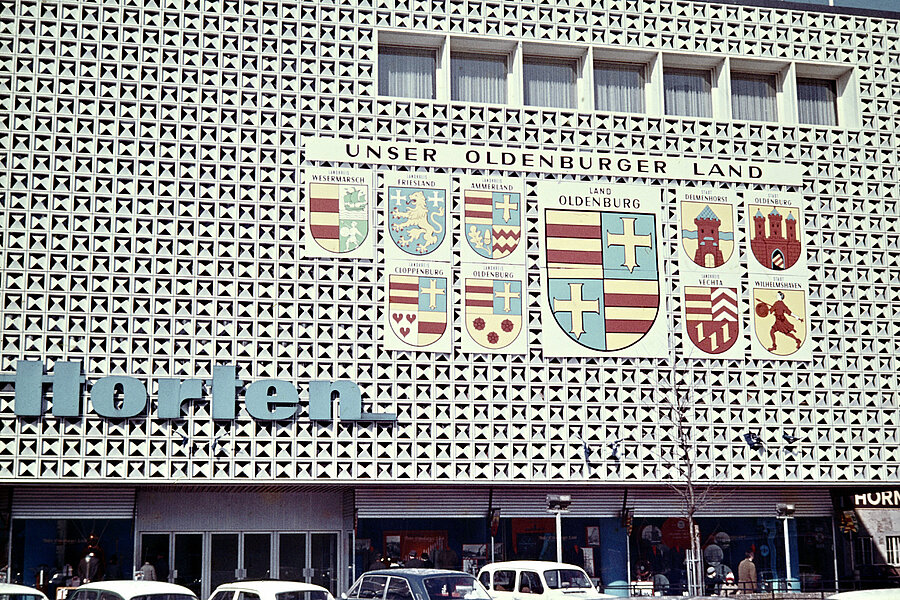 UNSER OLDENBURGER LAND
LANDKREIS
WESERMARSCH
LANDKREIS
FRIESLAND
LANDKREIS
AMMERLAND
LAND
OLDENBURG
STADT
DELMENHORST
STADT
OLDENBURG
LANDKREIS
CLOPPENBURG
LANDKREIS
OLDENBURG
LANDKREIS
VECHTA
STADT
WILHELMSHAVEN
Horten